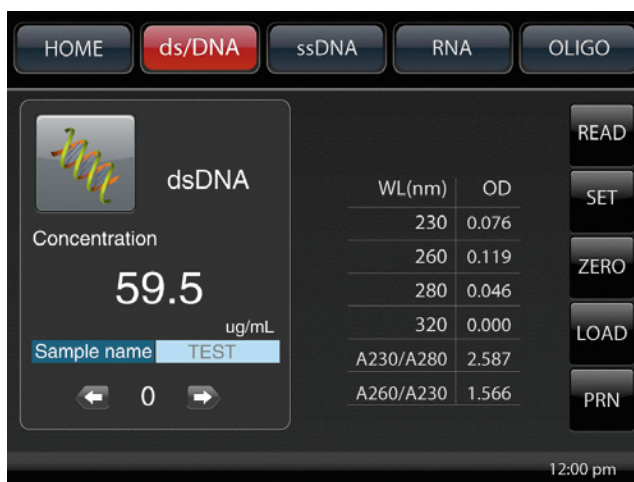 HOME
ds/DNA
ssDNA
RNA
OLIGO
dsDNA
Concentration
59.5
ug/mL
Sample name TEST
0
WL(nm) OD
230 0.076
260 0.119
280 0.046
320 0.000
A230/A280 2.587
A260/A230 1.566
READ
SET
ZERO
LOAD
PRN
12:00 pm